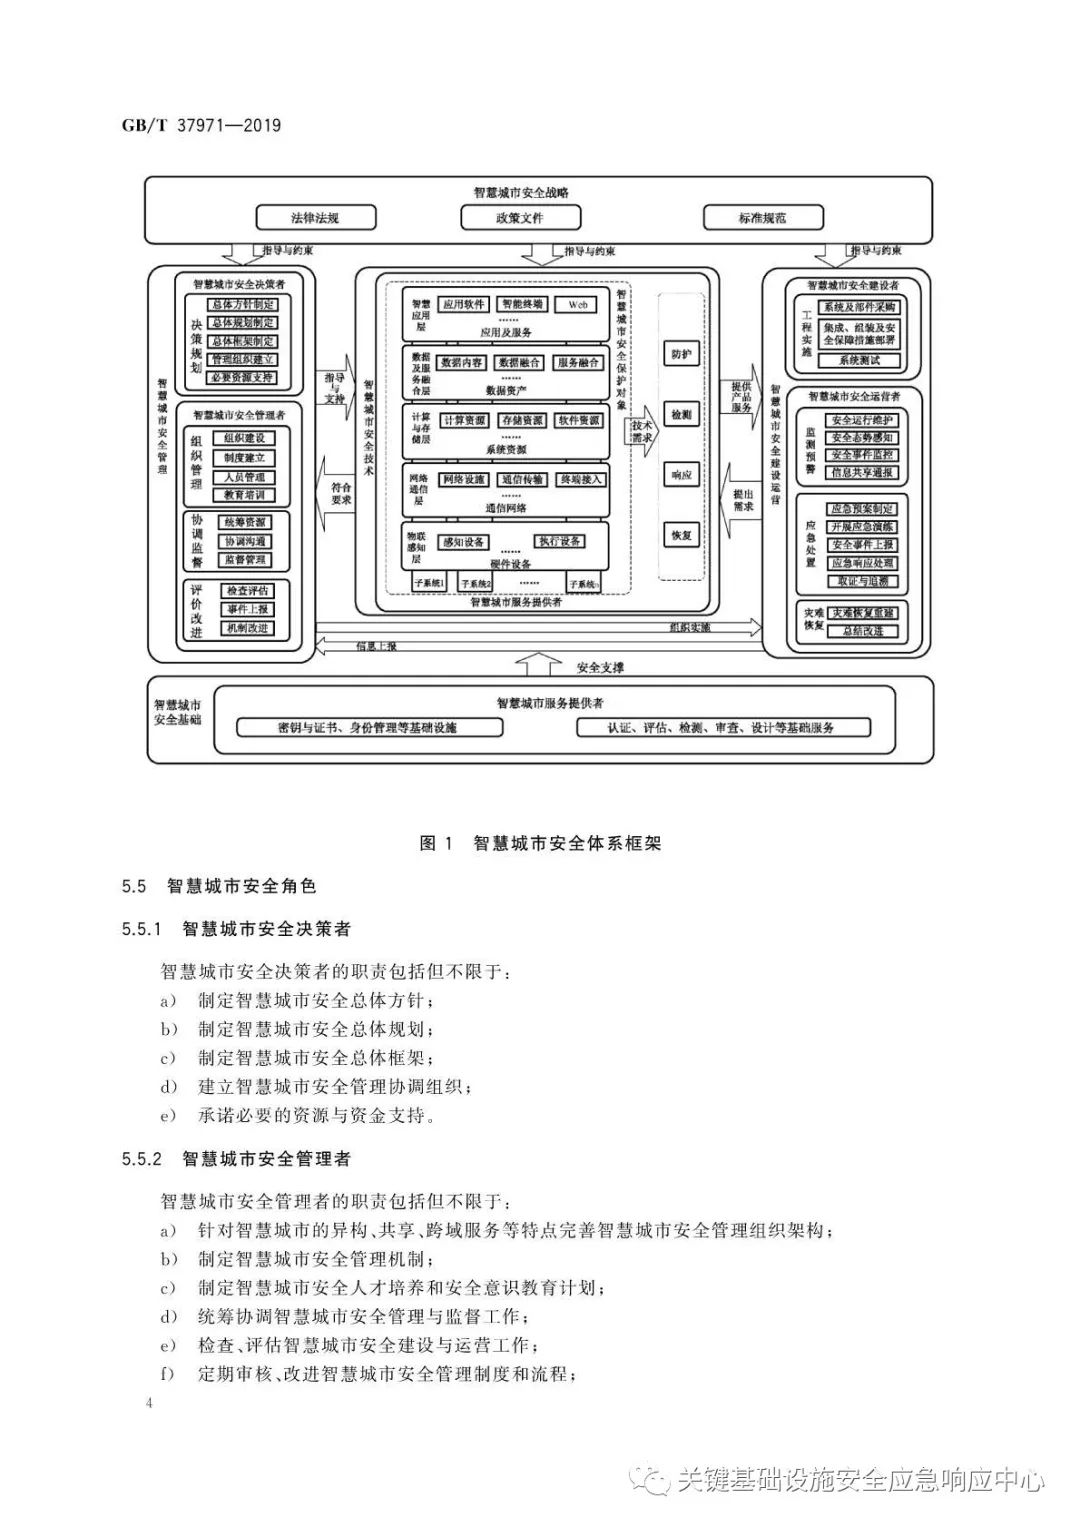 GB/T 37971—2019
智慧城市安全战略
法律法规
政策文件
标准规范
指导与约束
指导与约束
指导与约束
智慧城市安全管理
智慧城市安全决策者
决策规划
总体方针制定
总体规划制定
总体框架制定
管理组织建立
必要资源支持
智慧城市安全管理者
组织管理
组织建设
制度建立
人员管理
教育培训
协调监督
统筹资源
协调沟通
监督管理
评价改进
检查评估
事件上报
机制改进
指导与支持
符合要求
智慧城市安全技术
智慧应用层
应用软件
智能终端
Web
……
应用及服务
数据及服务融合层
数据内容
数据融合
服务融合
……
数据资产
计算与存储层
计算资源
存储资源
软件资源
……
系统资源
网络通信层
网络设施
通信传输
终端接入
……
通信网络
物联感知层
感知设备
执行设备
……
硬件设备
子系统1
子系统2
……
子系统n
智慧城市服务提供者
智慧城市安全保护对象
技术需求
防护
检测
响应
恢复
提供产品服务
提出需求
智慧城市安全建设运营
智慧城市安全建设者
工程实施
系统及部件采购
集成、组装及安全保障措施部署
系统测试
智慧城市安全运营者
监测预警
安全运行维护
安全态势感知
安全事件监控
信息共享通报
应急处置
应急预案制定
开展应急演练
安全事件上报
应急响应处理
取证与追溯
灾难恢复
灾难恢复重建
总结改进
组织实施
信息上报
安全支撑
智慧城市安全基础
智慧城市服务提供者
密钥与证书、身份管理等基础设施
认证、评估、检测、审查、设计等基础服务
图 1 智慧城市安全体系框架
5.5 智慧城市安全角色
5.5.1 智慧城市安全决策者
智慧城市安全决策者的职责包括但不限于：
a) 制定智慧城市安全总体方针；
b) 制定智慧城市安全总体规划；
c) 制定智慧城市安全总体框架；
d) 建立智慧城市安全管理协调组织；
e) 承诺必要的资源与资金支持。
5.5.2 智慧城市安全管理者
智慧城市安全管理者的职责包括但不限于：
a) 针对智慧城市的异构、共享、跨域服务等特点完善智慧城市安全管理组织架构；
b) 制定智慧城市安全管理机制；
c) 制定智慧城市安全人才培养和安全意识教育计划；
d) 统筹协调智慧城市安全管理与监督工作；
e) 检查、评估智慧城市安全建设与运营工作；
f) 定期审核、改进智慧城市安全管理制度和流程；
4
关键基础设施安全应急响应中心